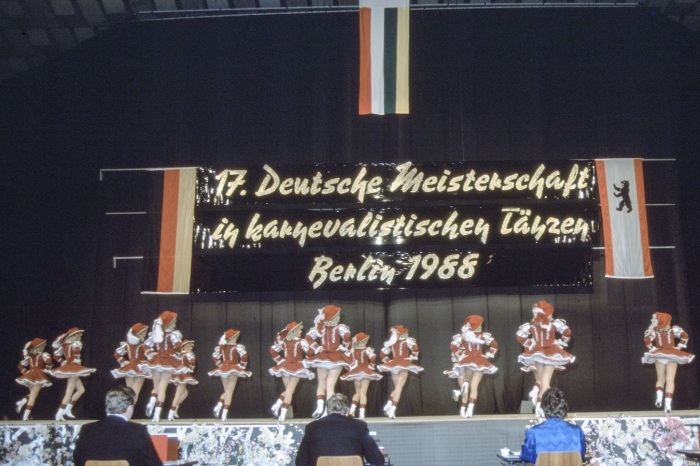 17. Deutsche Meisterschaft
in karnevalistischen Tänzen
Berlin 1988